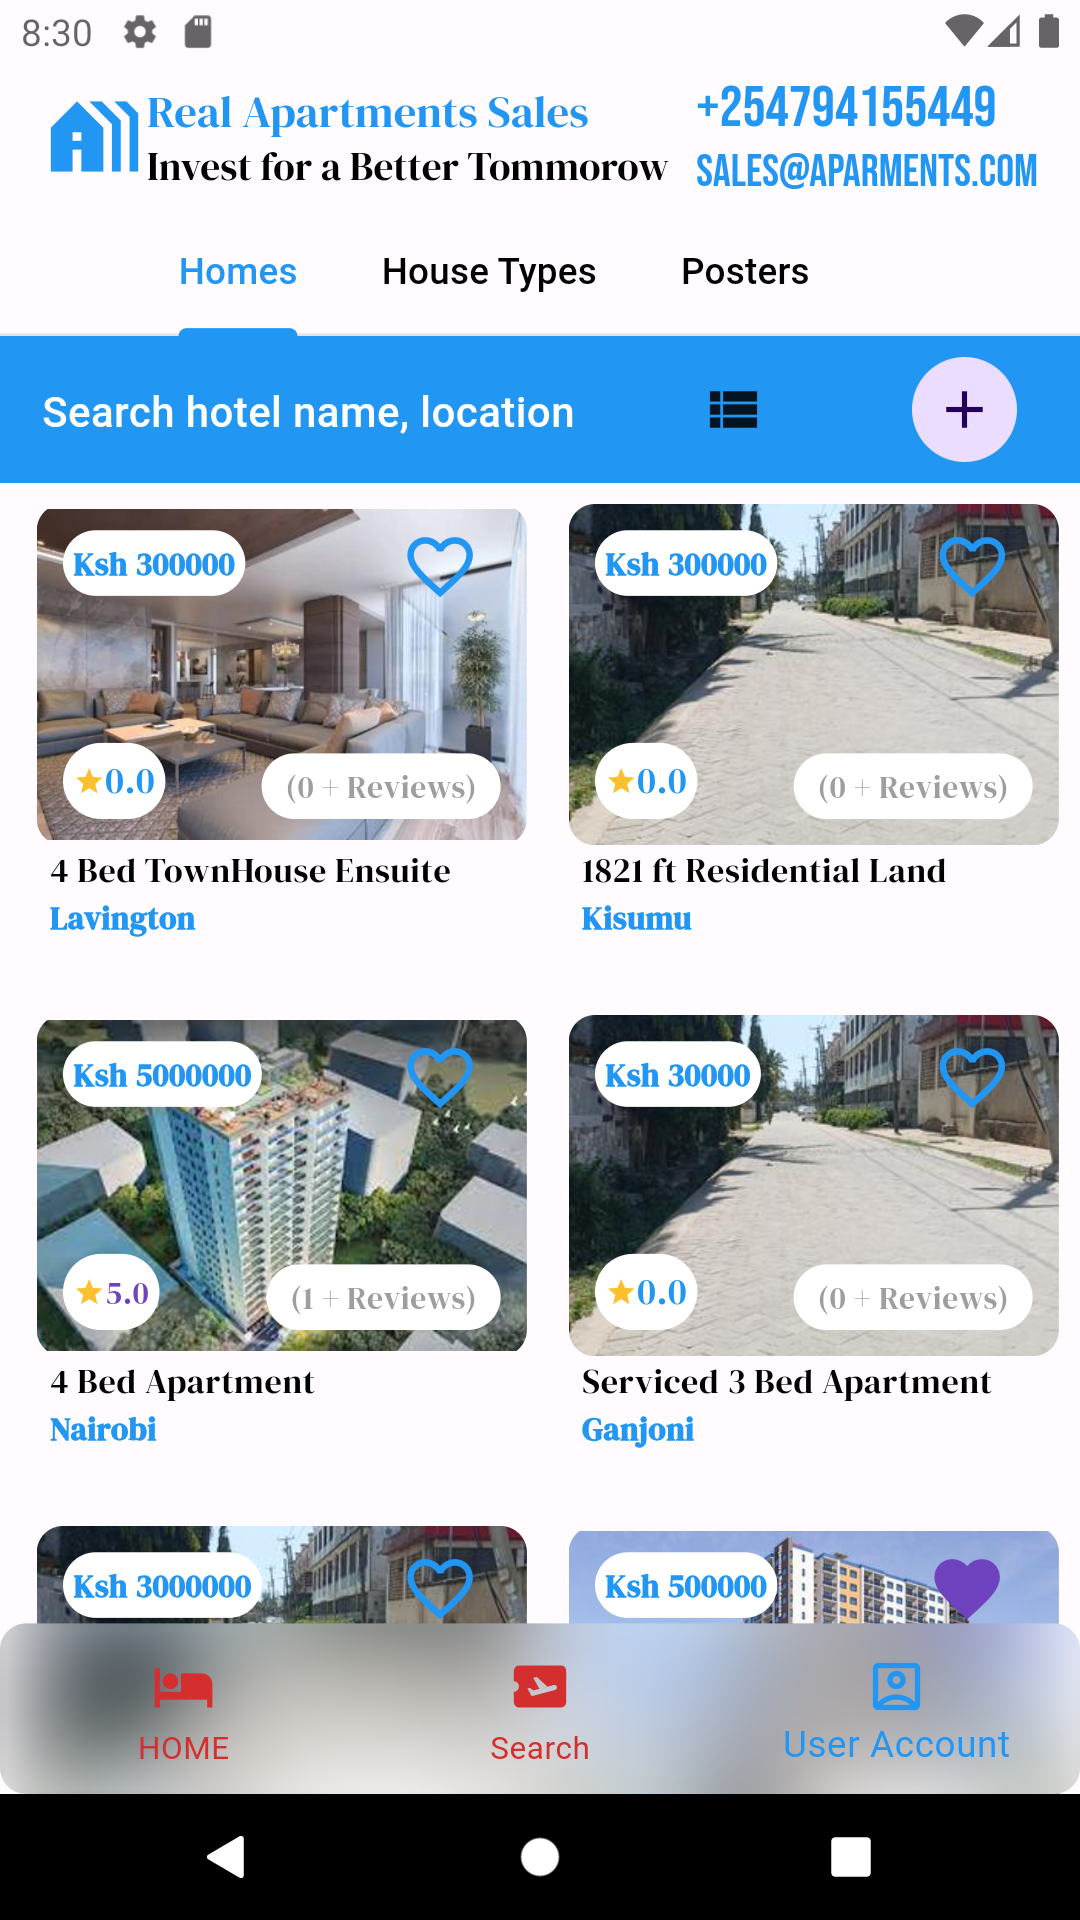 8:30
Real Apartments Sales
Invest for a Better Tommorow
+254794155449
SALES@APARMENTS.COM
Homes House Types Posters
Search hotel name, location
Ksh 300000
Ksh 300000
0.0 (0 + Reviews)
0.0 (0 + Reviews)
4 Bed TownHouse Ensuite
Lavington
1821 ft Residential Land
Kisumu
Ksh 5000000
Ksh 30000
5.0 (1 + Reviews)
0.0 (0 + Reviews)
4 Bed Apartment
Nairobi
Serviced 3 Bed Apartment
Ganjoni
Ksh 3000000
Ksh 500000
HOME Search User Account